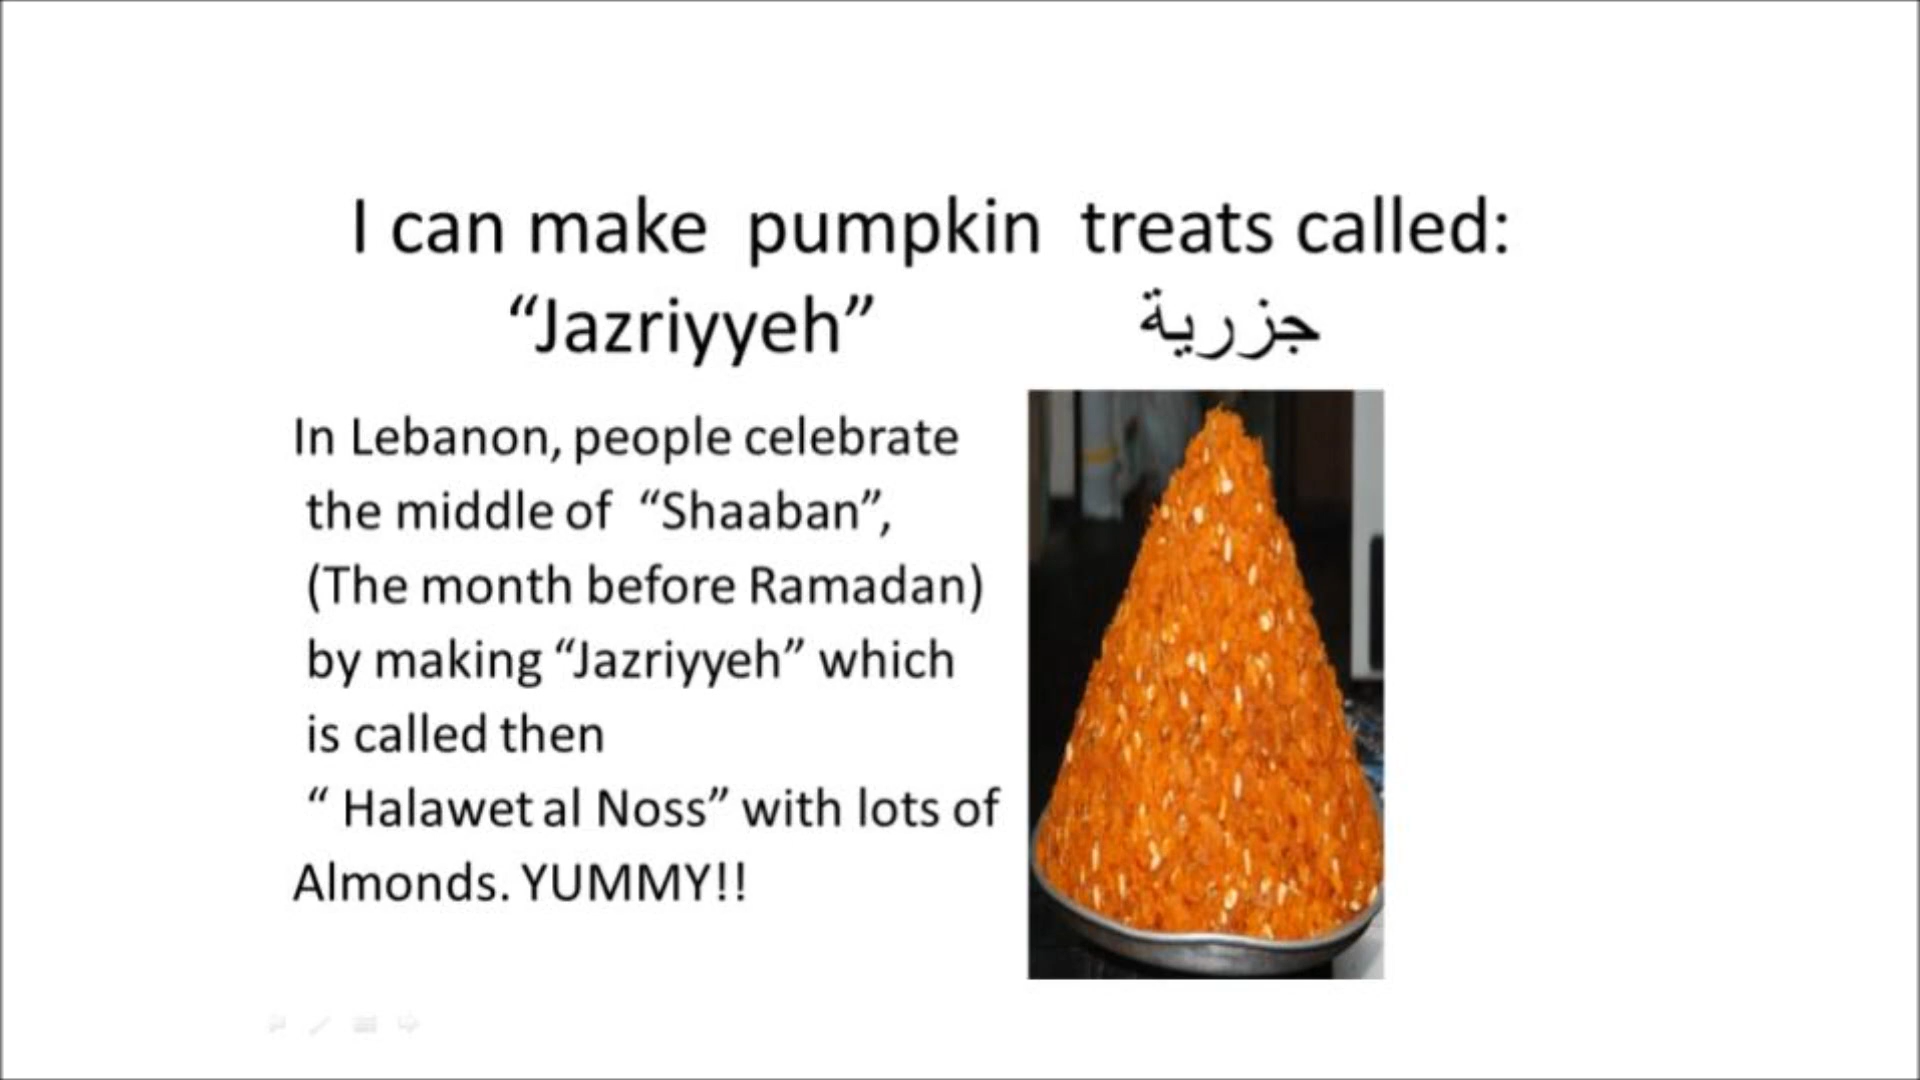 I can make pumpkin treats called:
“Jazriyyeh” جزرية
In Lebanon, people celebrate
the middle of “Shaaban”,
(The month before Ramadan)
by making “Jazriyyeh” which
is called then
“ Halawet al Noss” with lots of
Almonds. YUMMY!!